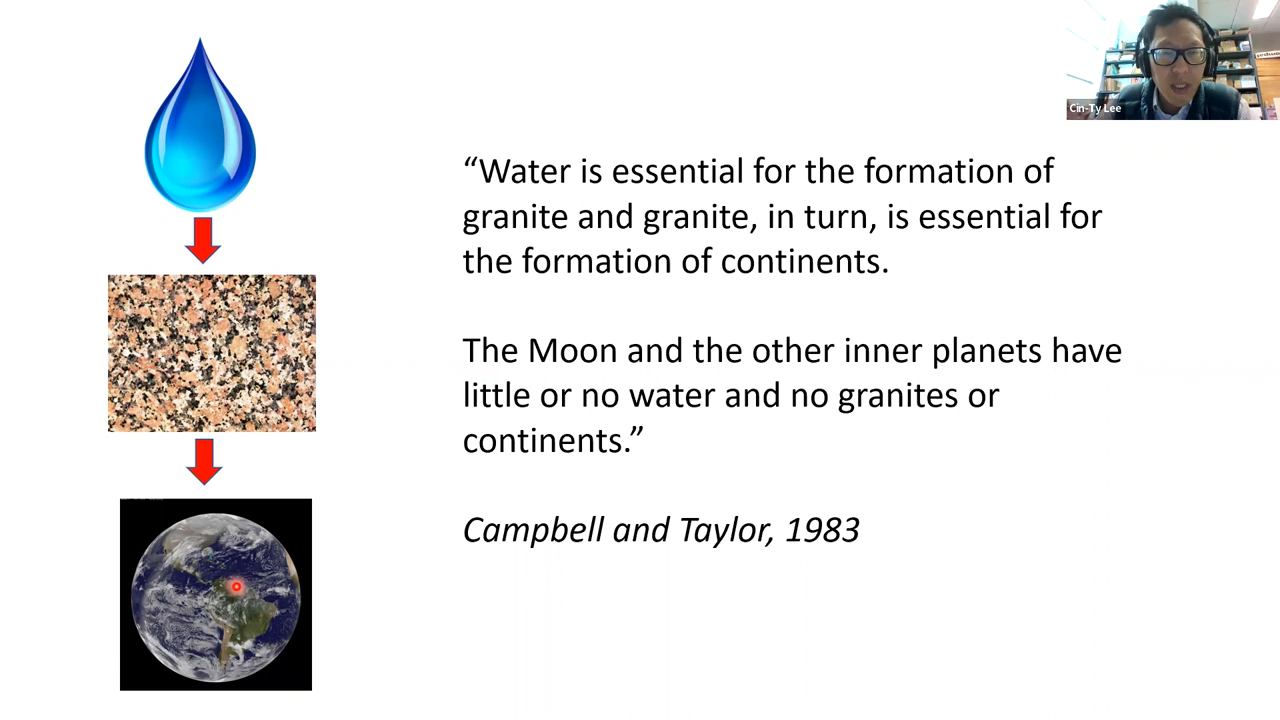 Cin-Ty Lee
“Water is essential for the formation of
granite and granite, in turn, is essential for
the formation of continents.
The Moon and the other inner planets have
little or no water and no granites or
continents.”
Campbell and Taylor, 1983